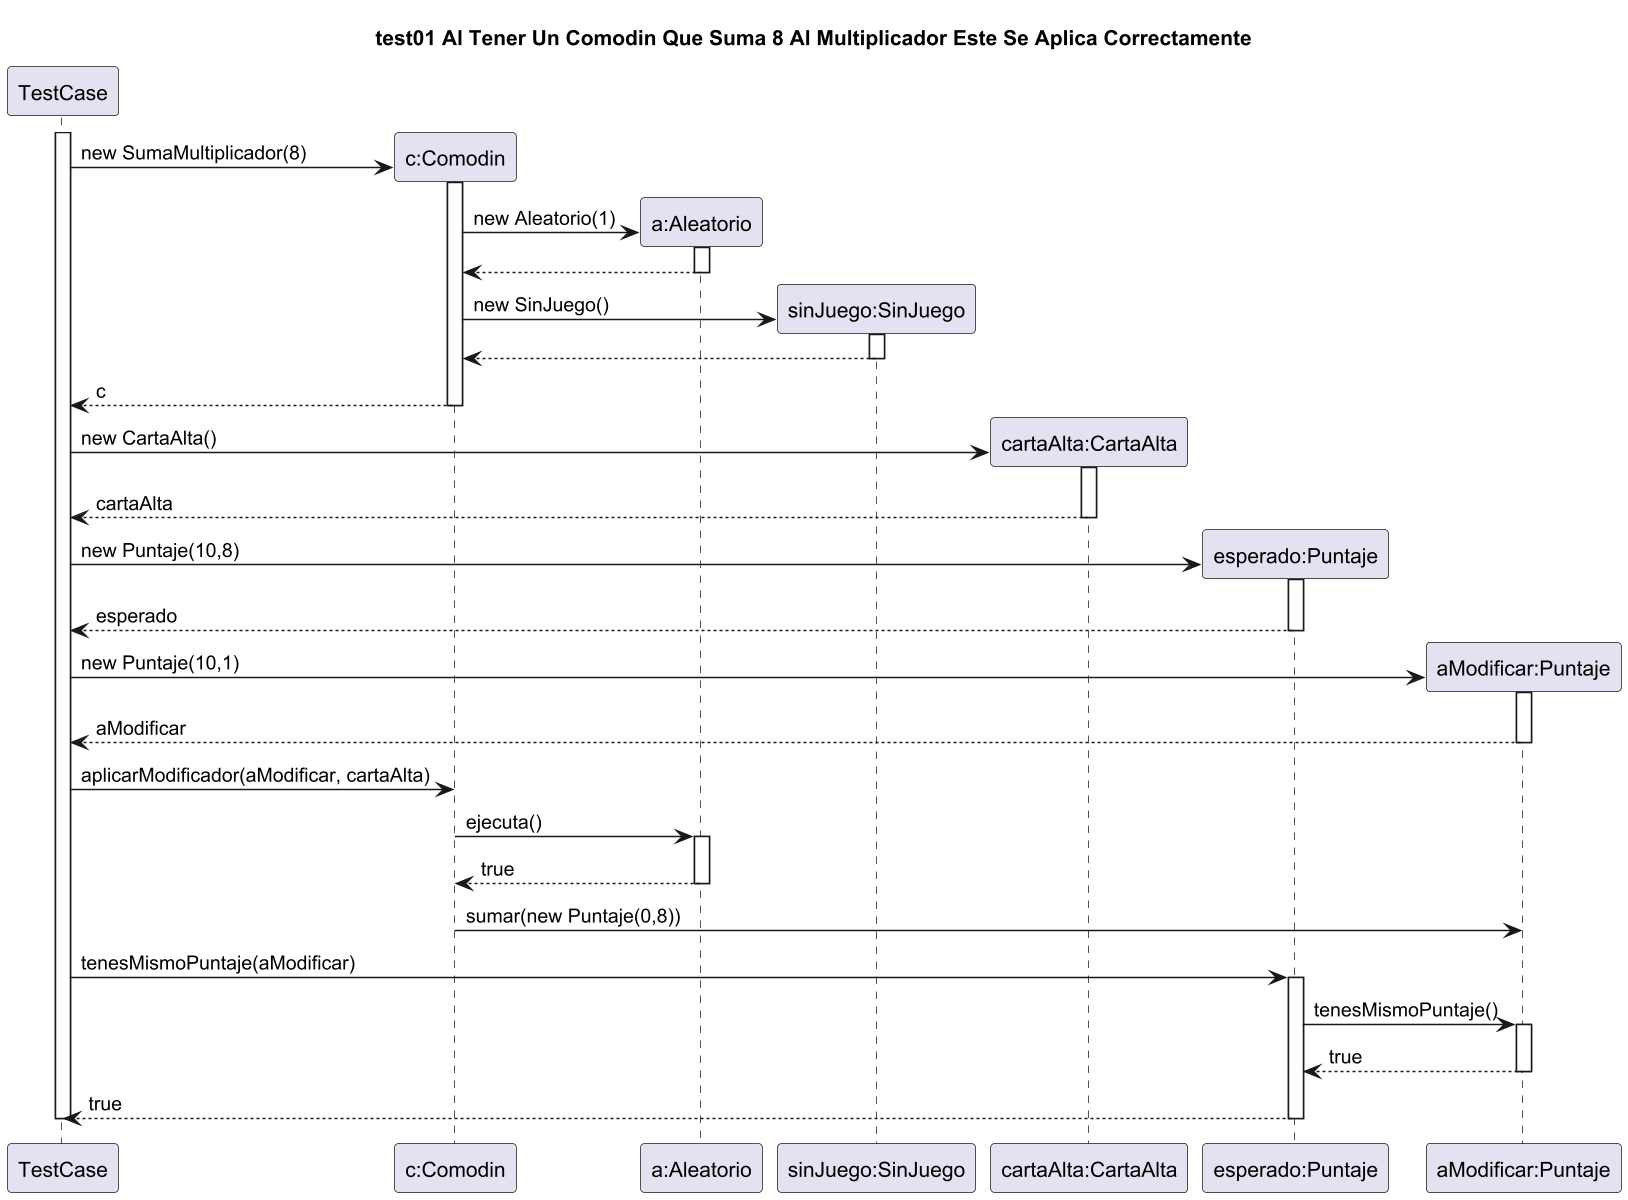 test01 Al Tener Un Comodin Que Suma 8 Al Multiplicador Este Se Aplica Correctamente
TestCase
new SumaMultiplicador(8)
c:Comodin
new Aleatorio(1)
a:Aleatorio
new SinJuego()
sinJuego:SinJuego
c
new CartaAlta()
cartaAlta:CartaAlta
cartaAlta
new Puntaje(10,8)
esperado:Puntaje
esperado
new Puntaje(10,1)
aModificar:Puntaje
aModificar
aplicarModificador(aModificar, cartaAlta)
ejecuta()
true
sumar(new Puntaje(0,8))
tenesMismoPuntaje(aModificar)
tenesMismoPuntaje()
true
true
TestCase
c:Comodin
a:Aleatorio
sinJuego:SinJuego
cartaAlta:CartaAlta
esperado:Puntaje
aModificar:Puntaje